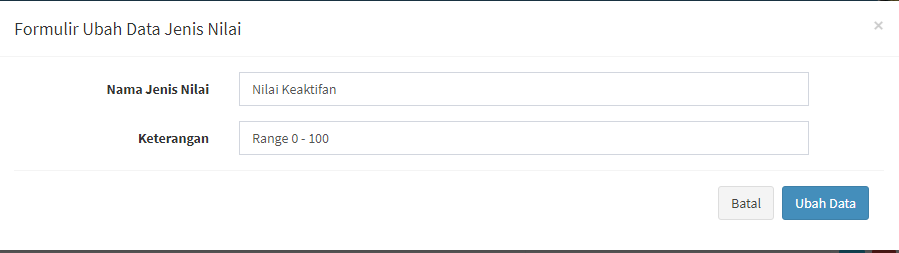 Formulir Ubah Data Jenis Nilai
×
Nama Jenis Nilai
Nilai Keaktifan
Keterangan
Range 0 - 100
Batal
Ubah Data